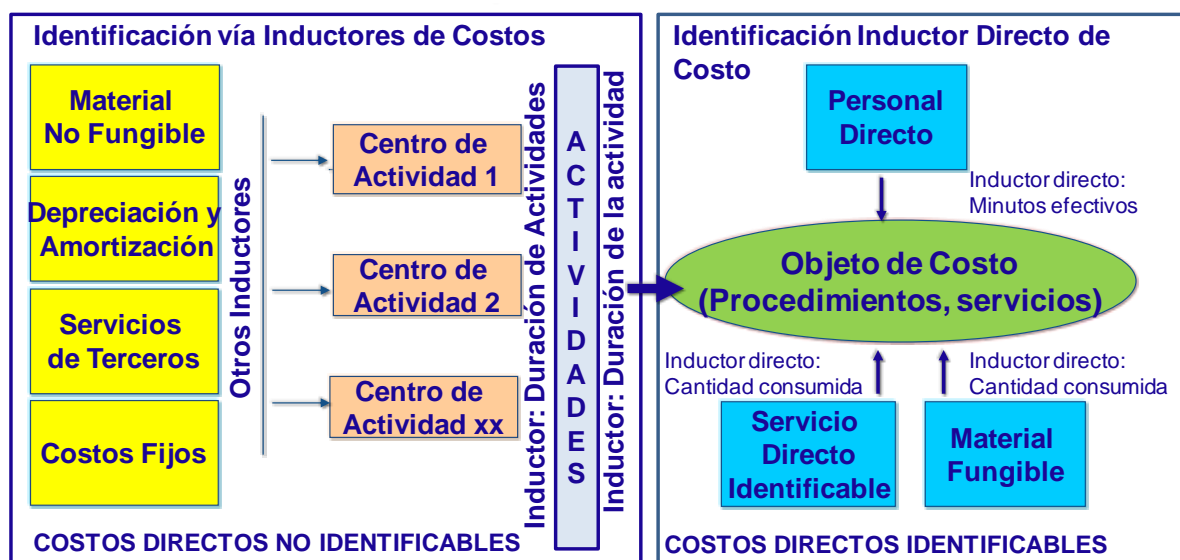 Identificación vía Inductores de Costos
Material
No Fungible
Depreciación y
Amortización
Servicios
de Terceros
Costos Fijos
Otros Inductores
Centro de
Actividad 1
Centro de
Actividad 2
Centro de
Actividad xx
Inductor: Duración de Actividades
ACTIVIDADES
Inductor: Duración de la actividad
COSTOS DIRECTOS NO IDENTIFICABLES
Identificación Inductor Directo de
Costo
Personal
Directo
Inductor directo:
Minutos efectivos
Objeto de Costo
(Procedimientos, servicios)
Inductor directo:
Cantidad consumida
Inductor directo:
Cantidad consumida
Servicio
Directo
Identificable
Material
Fungible
COSTOS DIRECTOS IDENTIFICABLES